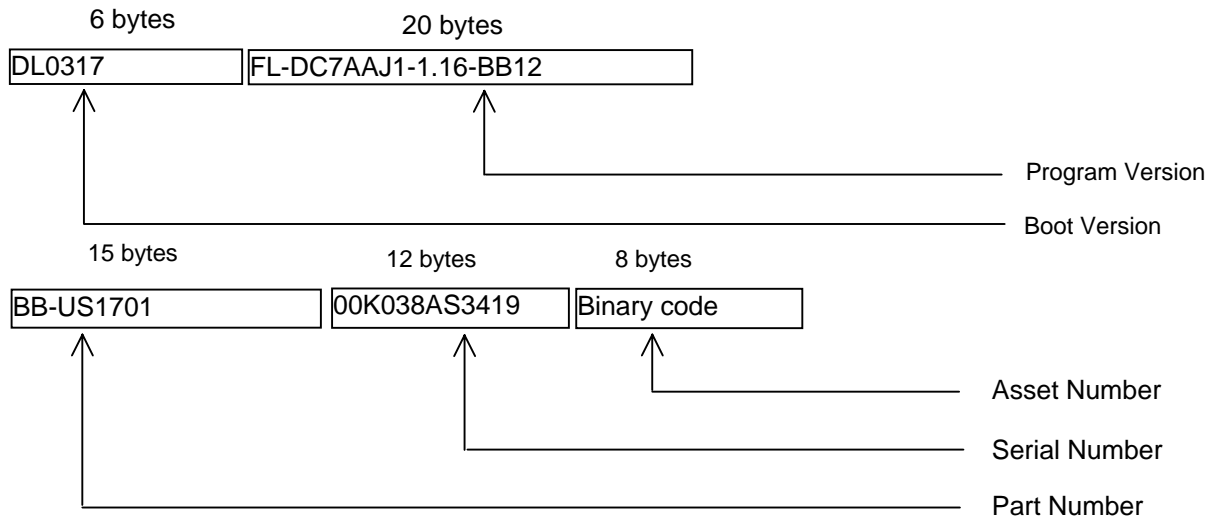 6 bytes 20 bytes
DL0317 FL-DC7AAJ1-1.16-BB12
Program Version
Boot Version
15 bytes 12 bytes 8 bytes
BB-US1701 00K038AS3419 Binary code
Asset Number
Serial Number
Part Number